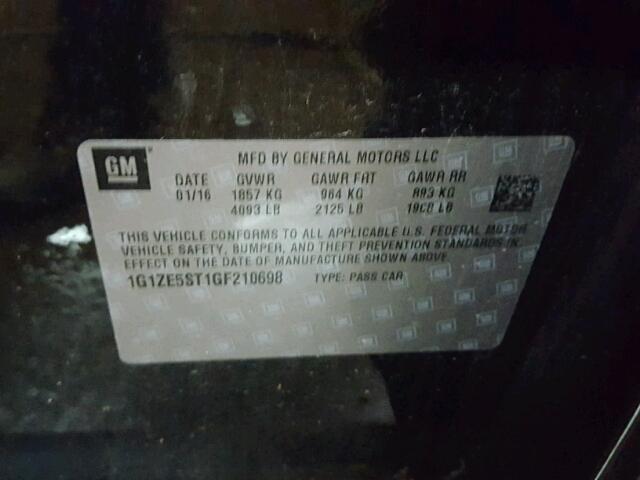 GM
MFD BY GENERAL MOTORS LLC
DATE GVWR GAWR FRT GAWR RR
01/16 1857 KG 964 KG 893 KG
4093 LB 2125 LB 1968 LB
THIS VEHICLE CONFORMS TO ALL APPLICABLE U.S. FEDERAL MOTOR
VEHICLE SAFETY, BUMPER, AND THEFT PREVENTION STANDARDS IN
EFFECT ON THE DATE OF MANUFACTURE SHOWN ABOVE.
1G1ZE5ST1GF210698 TYPE: PASS CAR